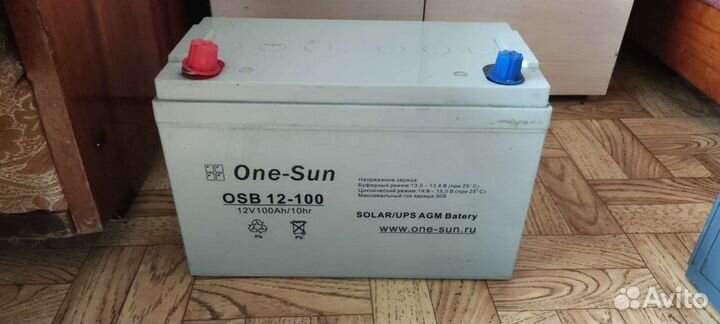 One-Sun
OSB 12-100
12V100Ah/10hr
Pb
Pb
Напряжение заряда
Буферный режим:13.5 - 13.8 В (при 25° С)
Циклический режим:14.6 - 15.0 В (при 25° С)
Максимальный ток заряда 30А
SOLAR/UPS AGM Batery
www.one-sun.ru
Avito